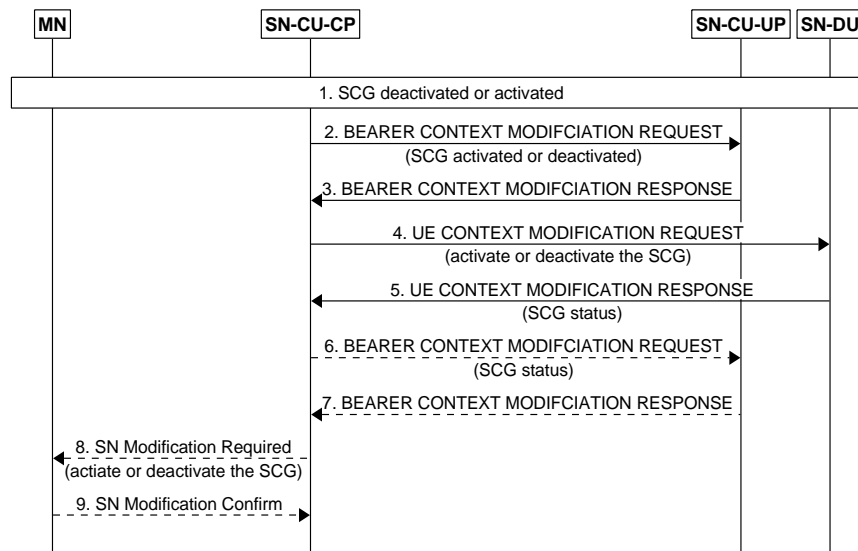 MN SN-CU-CP SN-CU-UP SN-DU
1. SCG deactivated or activated
2. BEARER CONTEXT MODIFCIATION REQUEST
(SCG activated or deactivated)
3. BEARER CONTEXT MODIFCIATION RESPONSE
4. UE CONTEXT MODIFICATION REQUEST
(activate or deactivate the SCG)
5. UE CONTEXT MODIFICATION RESPONSE
(SCG status)
6. BEARER CONTEXT MODIFCIATION REQUEST
(SCG status)
7. BEARER CONTEXT MODIFCIATION RESPONSE
8. SN Modification Required
(actiate or deactivate the SCG)
9. SN Modification Confirm